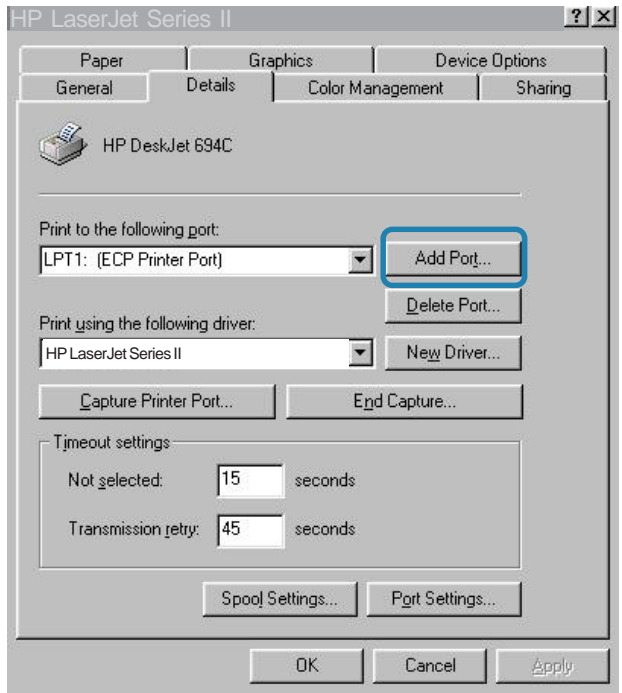 HP LaserJet Series II
? X
Paper Graphics Device Options
General Details Color Management Sharing
HP DeskJet 694C
Print to the following port:
LPT1: (ECP Printer Port) Add Port...
Delete Port...
Print using the following driver:
HP LaserJet Series II New Driver...
Capture Printer Port... End Capture...
Timeout settings
Not selected: 15 seconds
Transmission retry: 45 seconds
Spool Settings... Port Settings...
OK Cancel Apply